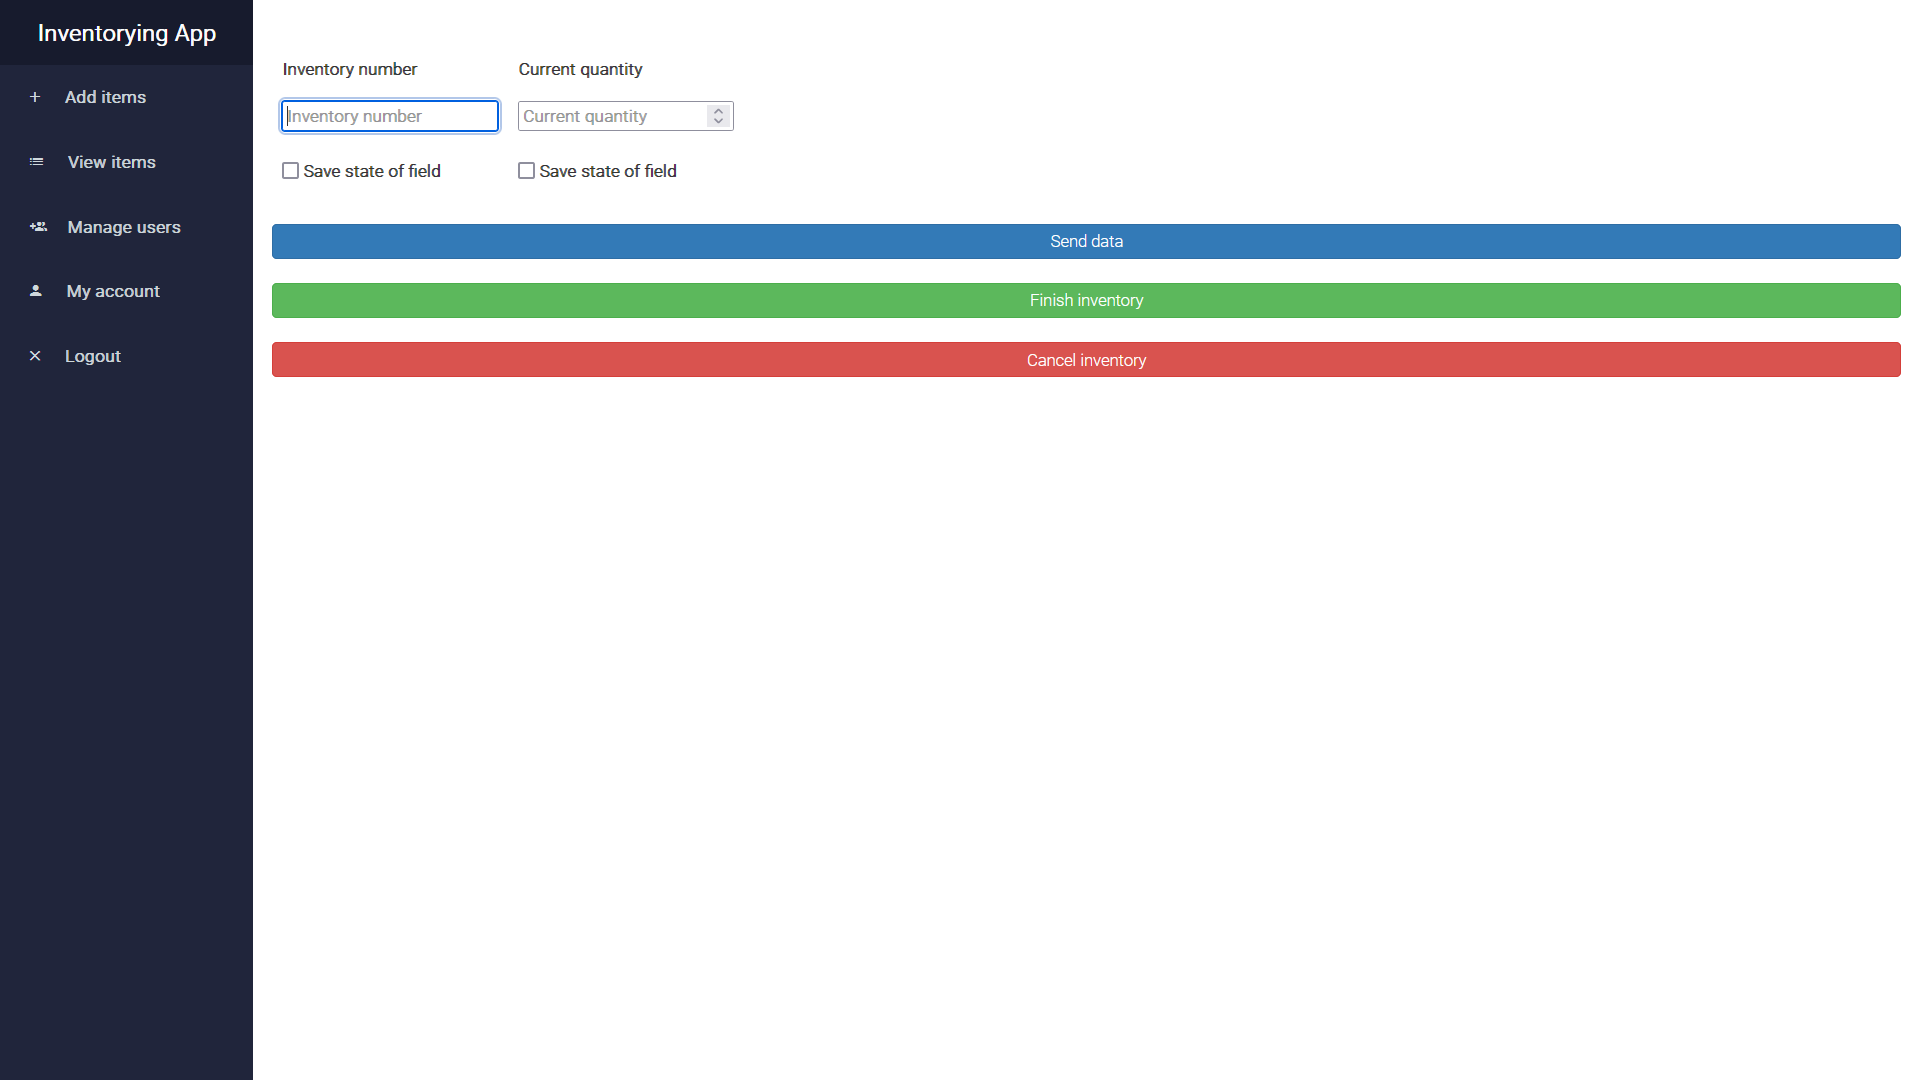 Inventorying App
Add items
View items
Manage users
My account
Logout
Inventory number Current quantity
Inventory number Current quantity
Save state of field Save state of field
Send data
Finish inventory
Cancel inventory